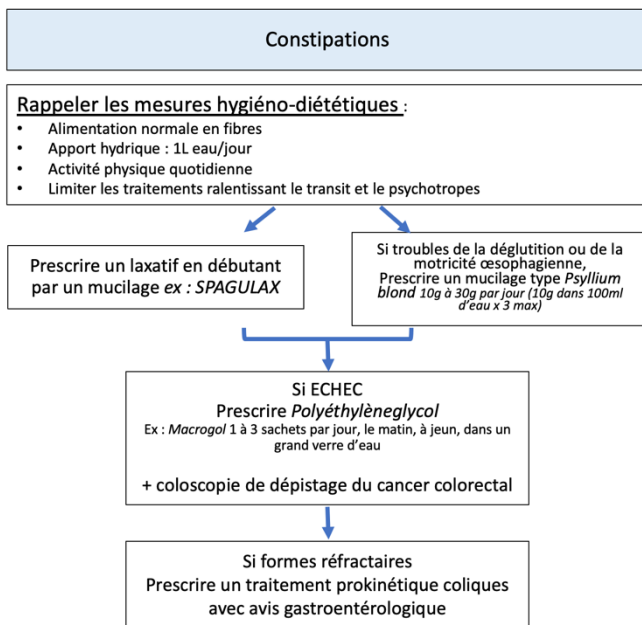 Constipations
Rappeler les mesures hygiéno-diététiques :
• Alimentation normale en fibres
• Apport hydrique : 1L eau/jour
• Activité physique quotidienne
• Limiter les traitements ralentissant le transit et le psychotropes
Prescrire un laxatif en débutant
par un mucilage ex : SPAGULAX
Si troubles de la déglutition ou de la
motricité œsophagienne,
Prescrire un mucilage type Psyllium
blond 10g à 30g par jour (10g dans 100ml
d'eau x 3 max)
Si ECHEC
Prescrire Polyéthylèneglycol
Ex : Macrogol 1 à 3 sachets par jour, le matin, à jeun, dans un
grand verre d'eau
+ coloscopie de dépistage du cancer colorectal
Si formes réfractaires
Prescrire un traitement prokinétique coliques
avec avis gastroentérologique